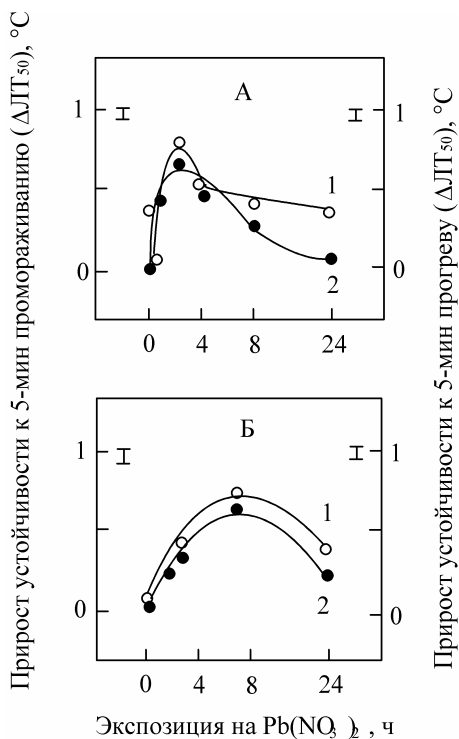 Прирост устойчивости к 5-мин промораживанию (ΔЛТ50), °C
Прирост устойчивости к 5-мин прогреву (ΔЛТ50), °C
А
1
0
1
0
1
2
0 4 8 24
Б
1
0
1
0
1
2
0 4 8 24
Экспозиция на Pb(NO3)2 , ч